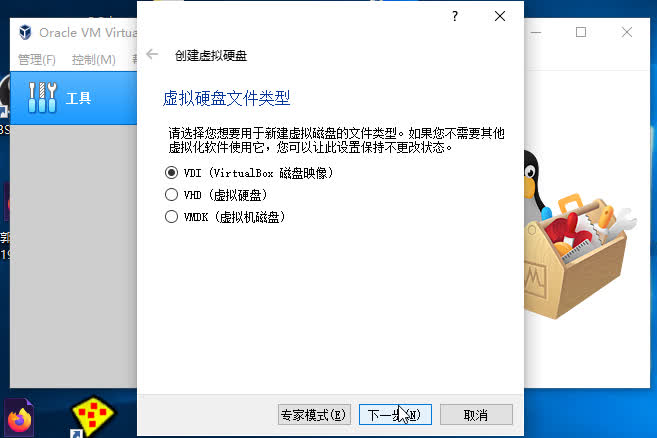 Oracle VM Virtua
管理(F) 控制(M)
工具
?
创建虚拟硬盘
虚拟硬盘文件类型
请选择您想要用于新建虚拟磁盘的文件类型。如果您不需要其他
虚拟化软件使用它，您可以让此设置保持不更改状态。
VDI (VirtualBox 磁盘映像)
VHD (虚拟硬盘)
VMDK (虚拟机磁盘)
专家模式(E) 下一步(N) 取消